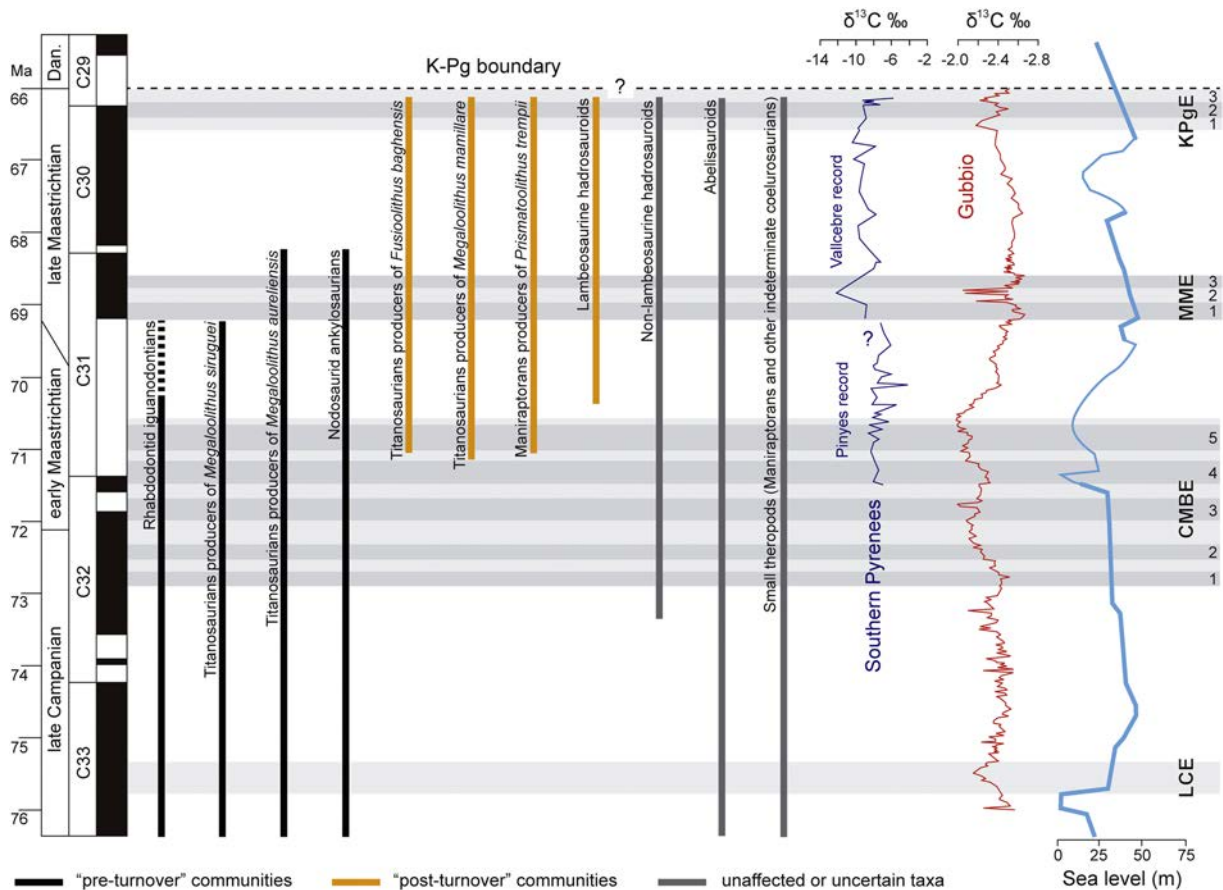 δ13C ‰
δ13C ‰
-14 -10 -6 -2
-2.0 -2.4 -2.8
Ma
Dan.
C29
K-Pg boundary
?
66
67
68
69
70
71
72
73
74
75
76
late Maastrichtian
early Maastrichtian
late Campanian
C30
C31
C32
C33
Rhabdodontid iguanodontians
Titanosaurians producers of Megaloolithus siruguei
Titanosaurians producers of Megaloolithus aureliensis
Nodosaurid ankylosaurians
Titanosaurians producers of Fusioolithus baghensis
Titanosaurians producers of Megaloolithus mamillare
Maniraptorans producers of Prismatoolithus trempii
Lambeosaurine hadrosauroids
Non-lambeosaurine hadrosauroids
Abelisauroids
Small theropods (Maniraptorans and other indeterminate coelurosaurians)
Vallcebre record
?
Pinyes record
Southern Pyrenees
Gubbio
KPgE
3
2
1
MME
3
2
1
CMBE
5
4
3
2
1
LCE
0 25 50 75
Sea level (m)
"pre-turnover" communities
"post-turnover" communities
unaffected or uncertain taxa